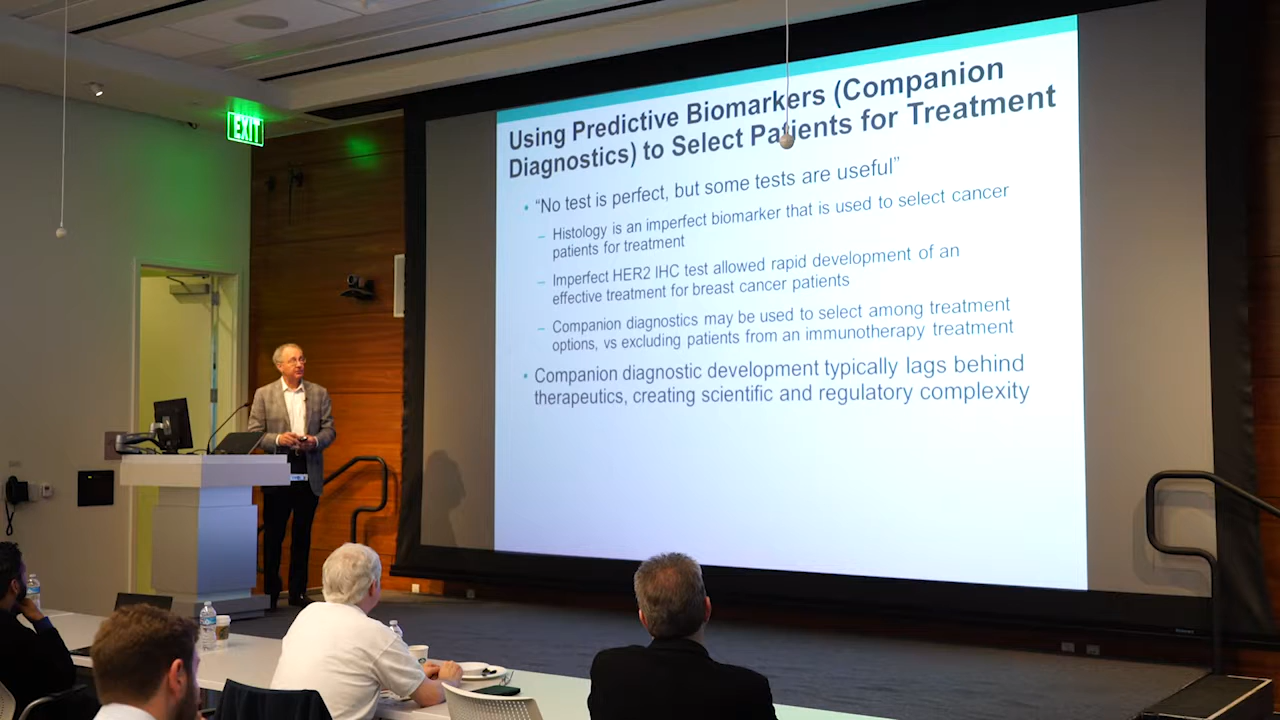 EXIT
Using Predictive Biomarkers (Companion
Diagnostics) to Select Patients for Treatment
• "No test is perfect, but some tests are useful"
– Histology is an imperfect biomarker that is used to select cancer
patients for treatment
– Imperfect HER2 IHC test allowed rapid development of an
effective treatment for breast cancer patients
– Companion diagnostics may be used to select among treatment
options, vs excluding patients from an immunotherapy treatment
• Companion diagnostic development typically lags behind
therapeutics, creating scientific and regulatory complexity